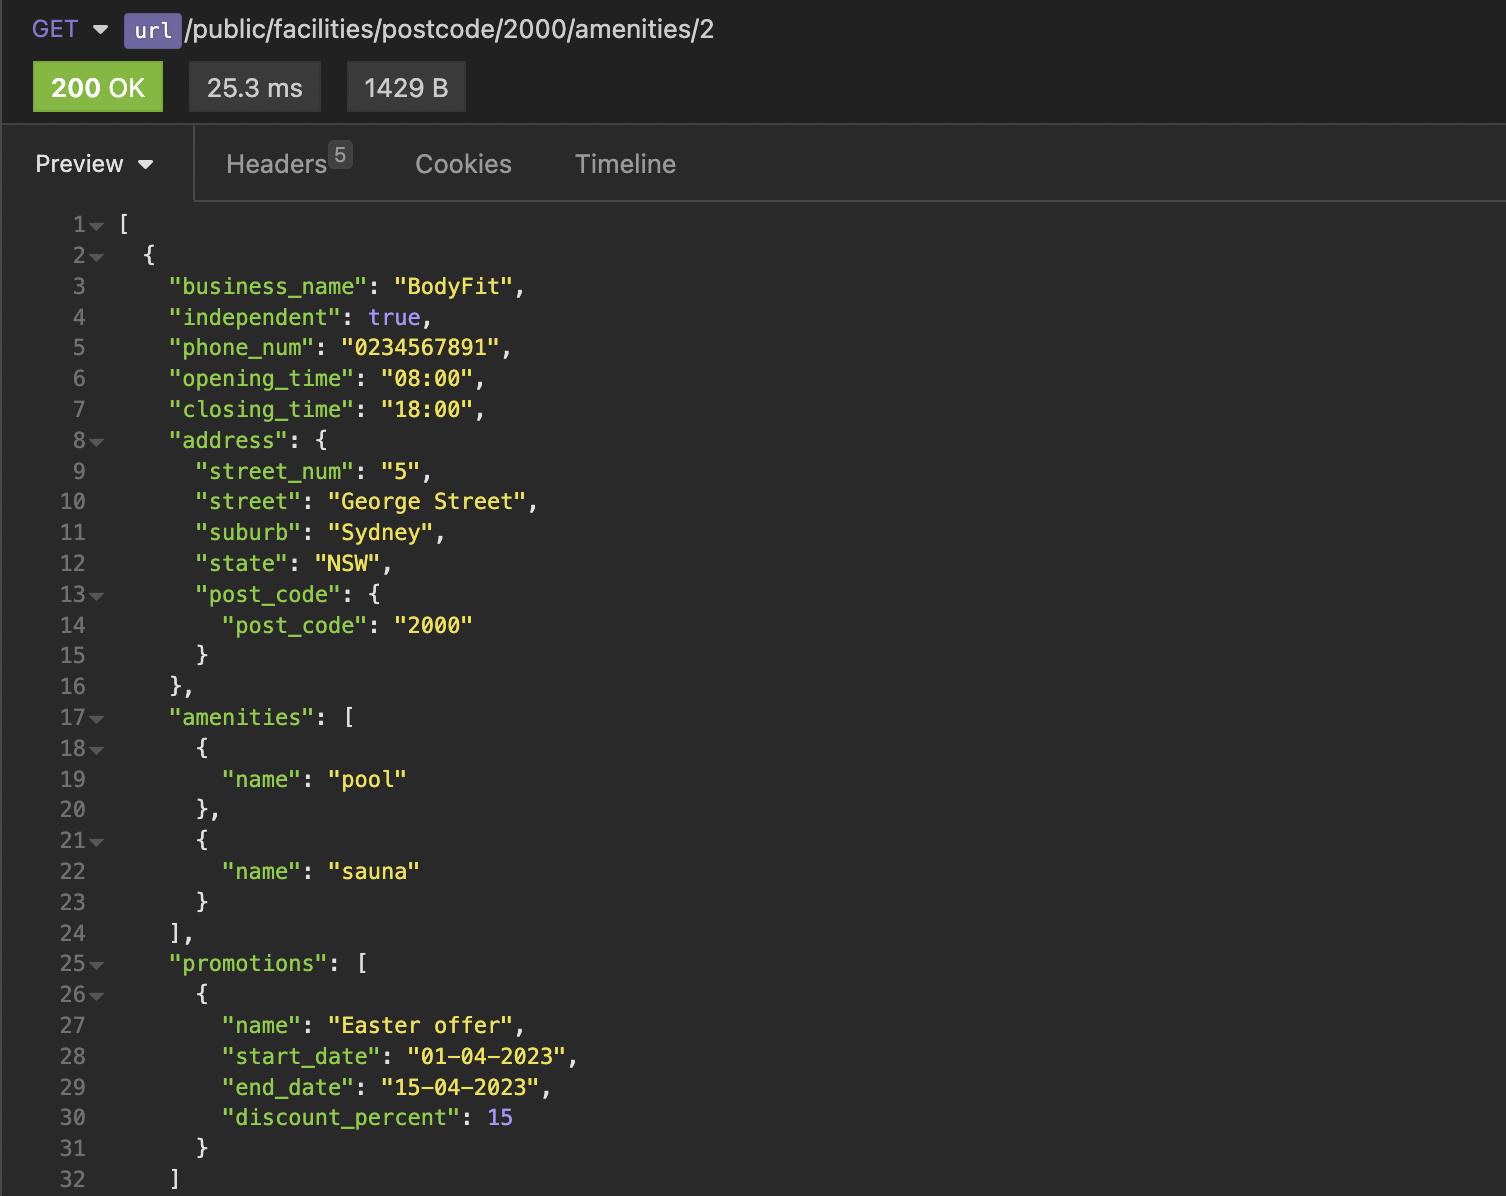 GET url/public/facilities/postcode/2000/amenities/2
200 OK 25.3 ms 1429 B
Preview Headers 5 Cookies Timeline
1 [
2 {
3 "business_name": "BodyFit",
4 "independent": true,
5 "phone_num": "0234567891",
6 "opening_time": "08:00",
7 "closing_time": "18:00",
8 "address": {
9 "street_num": "5",
10 "street": "George Street",
11 "suburb": "Sydney",
12 "state": "NSW",
13 "post_code": {
14 "post_code": "2000"
15 }
16 },
17 "amenities": [
18 {
19 "name": "pool"
20 },
21 {
22 "name": "sauna"
23 }
24 ],
25 "promotions": [
26 {
27 "name": "Easter offer",
28 "start_date": "01-04-2023",
29 "end_date": "15-04-2023",
30 "discount_percent": 15
31 }
32 ]